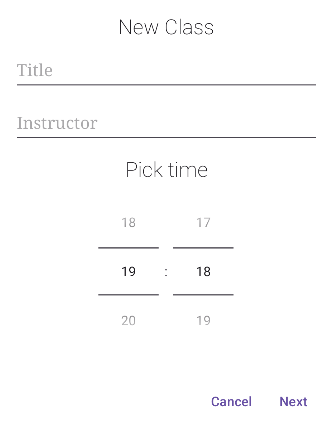 New Class
Title
Instructor
Pick time
18 17
19 : 18
20 19
Cancel Next